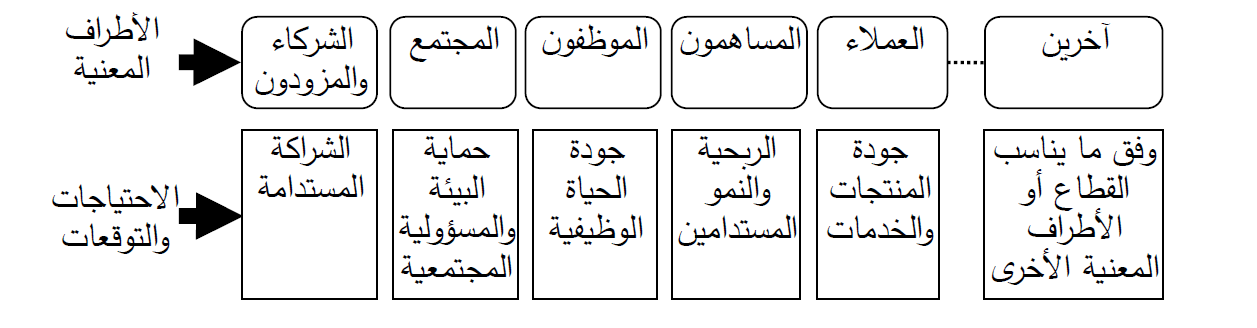 الأطراف
المعنية
الشركاء
والمزودون
المجتمع
الموظفون
المساهمون
العملاء
آخرين
الاحتياجات
والتوقعات
الشراكة
المستدامة
حماية
البيئة
والمسؤولية
المجتمعية
جودة
الحياة
الوظيفية
الربحية
والنمو
المستدامين
جودة
المنتجات
والخدمات
وفق ما يناسب
القطاع أو
الأطراف
المعنية الأخرى